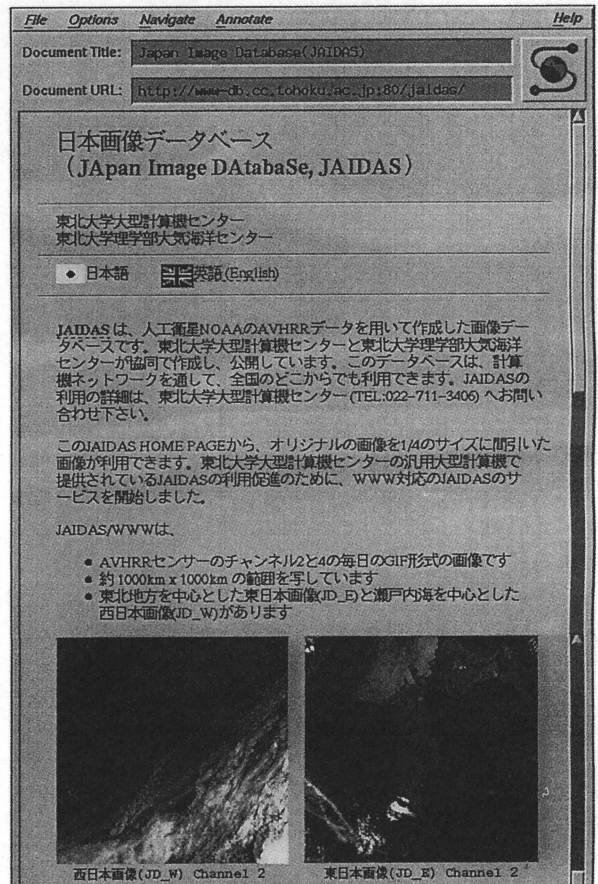 File Options Navigate Annotate Help
Document Title: Japan Image Database(JAIDAS)
Document URL: http://www-db.cc.tohoku.ac.jp:80/jaidas/
日本画像データベース
（JApan Image DAtabaSe, JAIDAS）
東北大学大型計算機センター
東北大学理学部大気海洋センター
日本語 英語(English)
JAIDAS は、人工衛星NOAAのAVHRRデータを用いて作成した画像デー
タベースです。東北大学大型計算機センターと東北大学理学部大気海洋
センターが協同で作成し、公開しています。このデータベースは、計算
機ネットワークを通して、全国のどこからでも利用できます。JAIDASの
利用の詳細は、東北大学大型計算機センター (TEL:022-711-3406) へお問い
合わせ下さい。
このJAIDAS HOME PAGEから、オリジナルの画像を1/4のサイズに間引いた
画像が利用できます。東北大学大型計算機センターの汎用大型計算機で
提供されているJAIDASの利用促進のために、WWW対応のJAIDASのサ
ービスを開始しました。
JAIDAS/WWWは、
● AVHRRセンサーのチャンネル2と4の毎日のGIF形式の画像です
● 約 1000km x 1000km の範囲を写しています
● 東北地方を中心とした東日本画像(JD_E)と瀬戸内海を中心とした
西日本画像(JD_W)があります
西日本画像(JD_W) Channel 2 東日本画像(JD_E) Channel 2